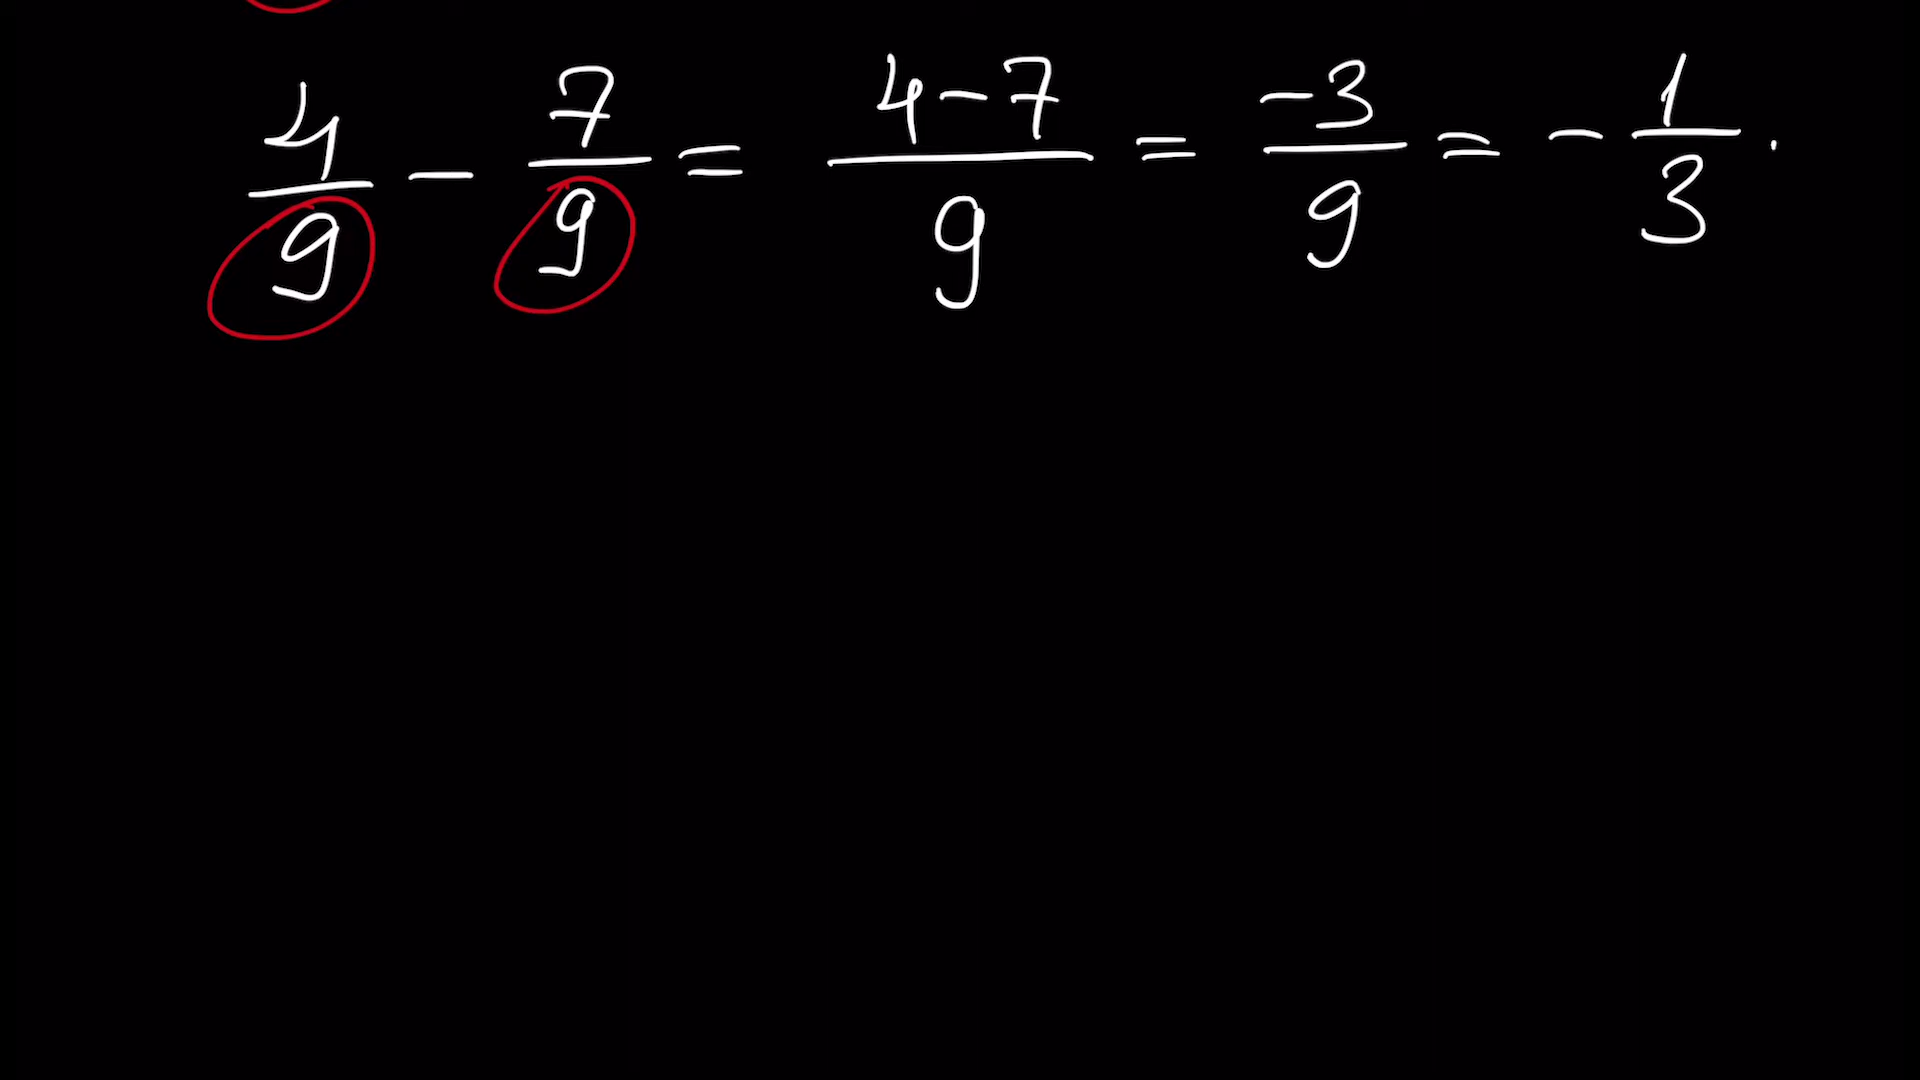 4/9 - 7/9 = (4-7)/9 = -3/9 = -1/3.